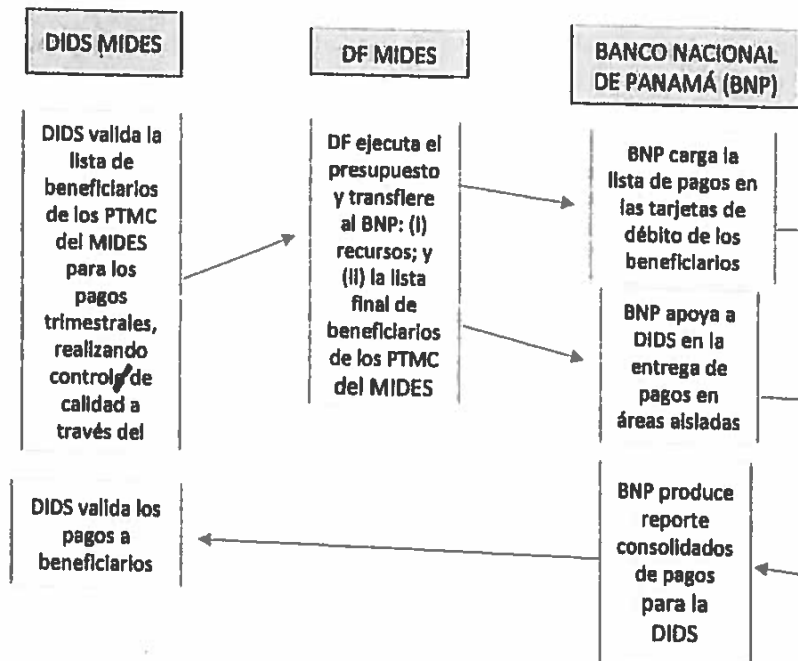 DIDS MIDES
DIDS valida la
lista de
beneficiarios
de los PTMC
del MIDES
para los
pagos
trimestrales,
realizando
control de
calidad a
través del
DIDS valida los
pagos a
beneficiarios
DF MIDES
DF ejecuta el
presupuesto
y transfiere
al BNP: (i)
recursos; y
(ii) la lista
final de
beneficiarios
de los PTMC
del MIDES
BANCO NACIONAL
DE PANAMÁ (BNP)
BNP carga la
lista de pagos en
las tarjetas de
débito de los
beneficiarios
BNP apoya a
DIDS en la
entrega de
pagos en
áreas aisladas
BNP produce
reporte
consolidados
de pagos
para la
DIDS